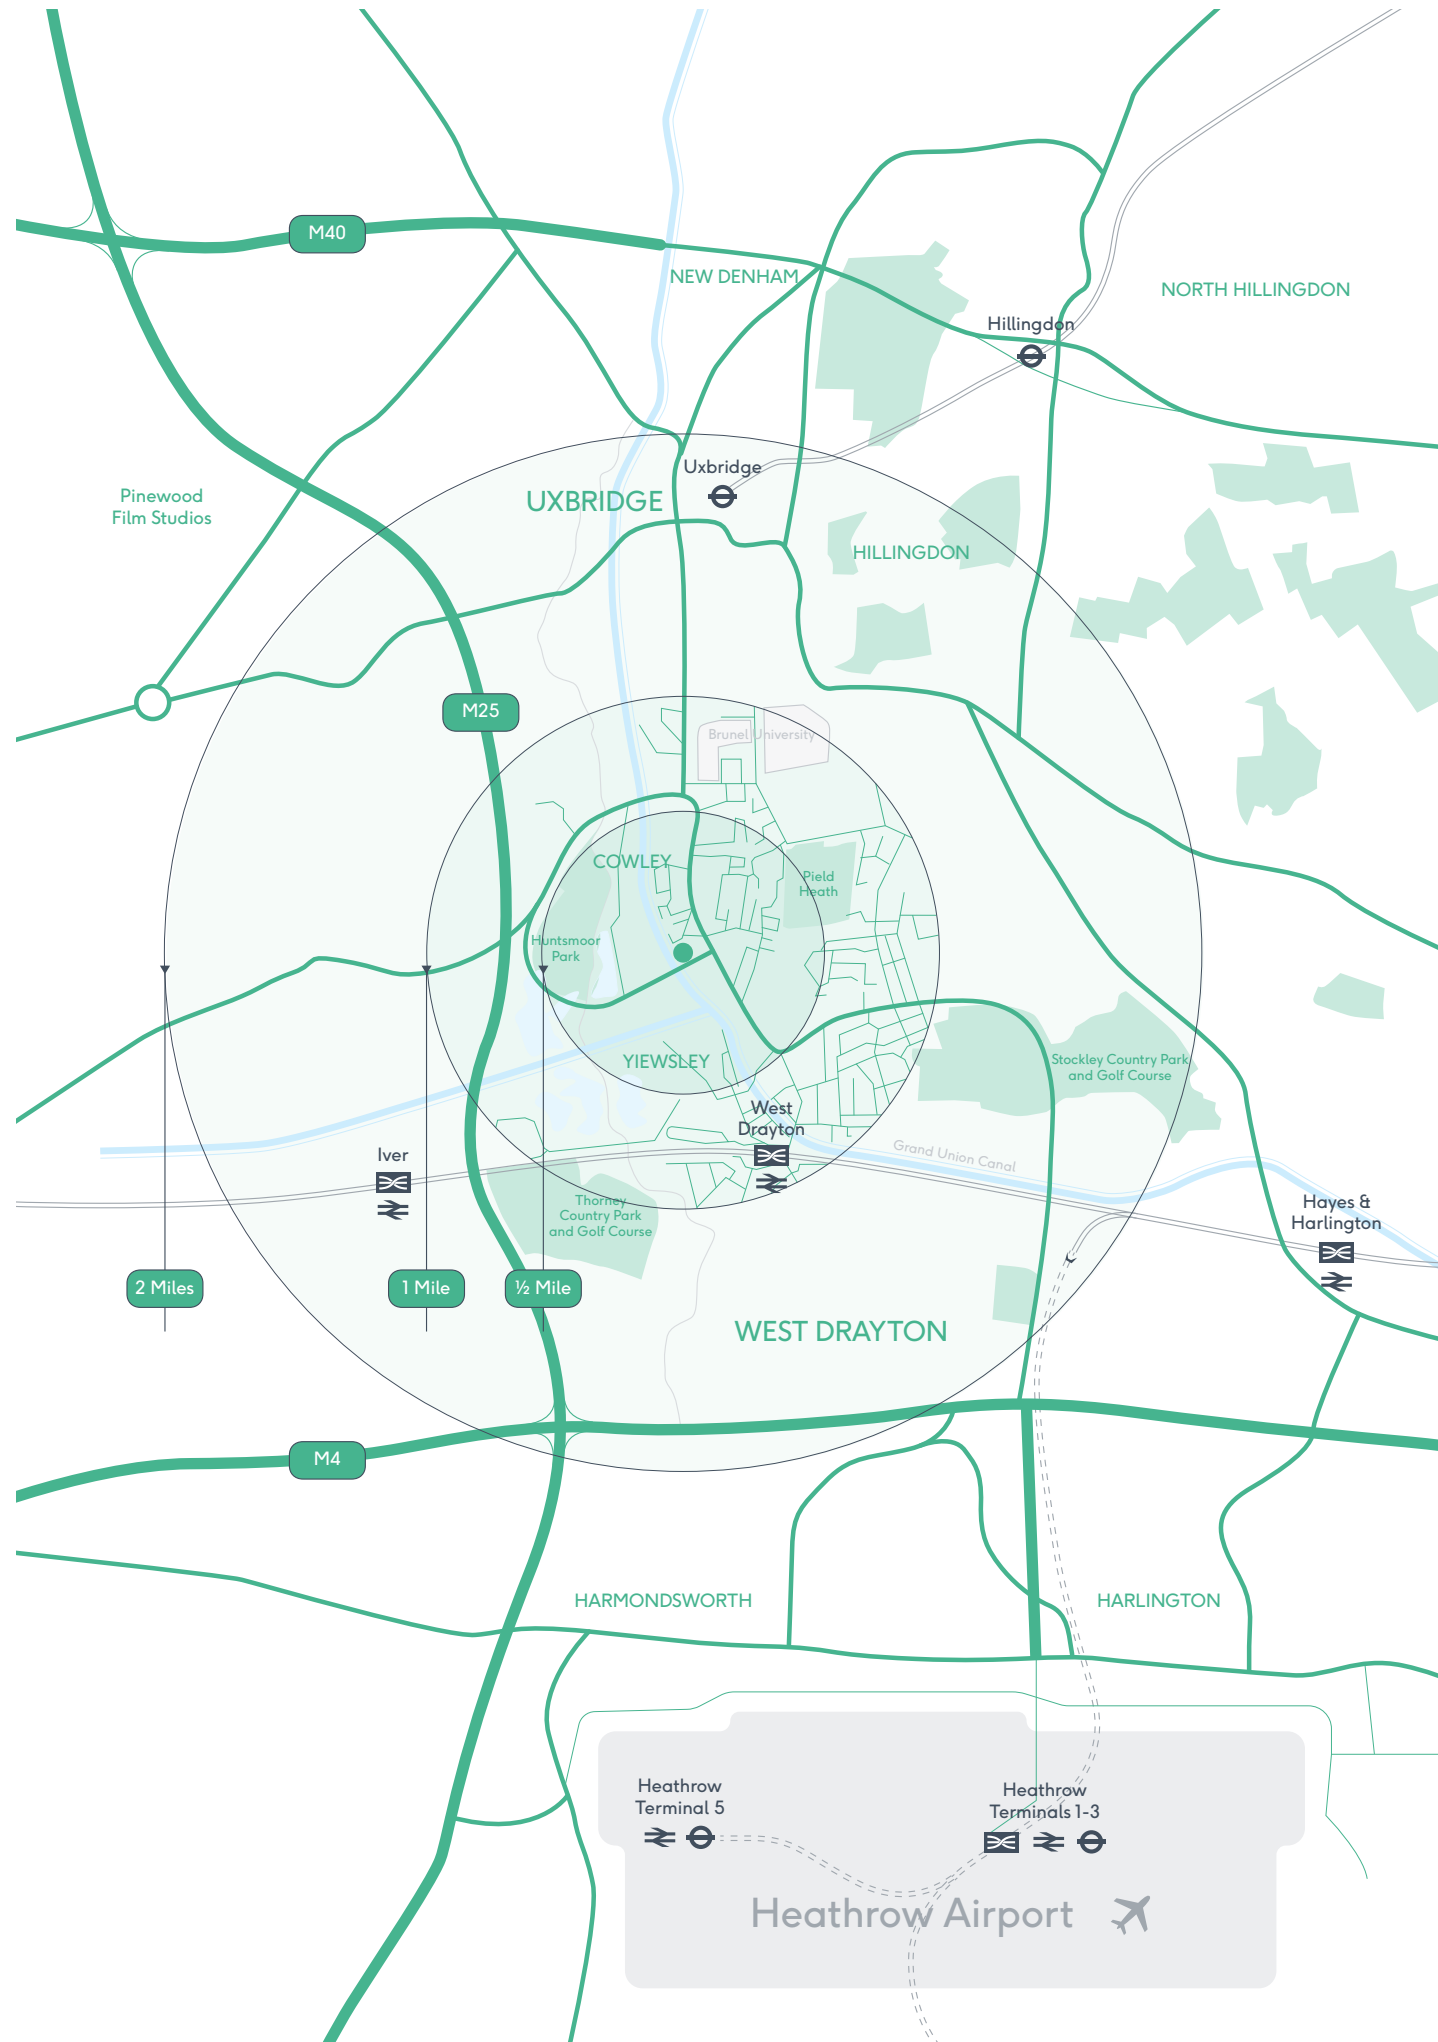 M40
NEW DENHAM
NORTH HILLINGDON
Hillingdon
Uxbridge
Pinewood
Film Studios
UXBRIDGE
HILLINGDON
M25
Brunel University
COWLEY
Pield
Heath
Huntsmoor
Park
YIEWSLEY
Stockley Country Park
and Golf Course
West
Drayton
Iver
Grand Union Canal
Thorney
Country Park
and Golf Course
Hayes &
Harlington
2 Miles
1 Mile
½ Mile
WEST DRAYTON
M4
HARMONDSWORTH
HARLINGTON
Heathrow
Terminal 5
Heathrow
Terminals 1-3
Heathrow Airport